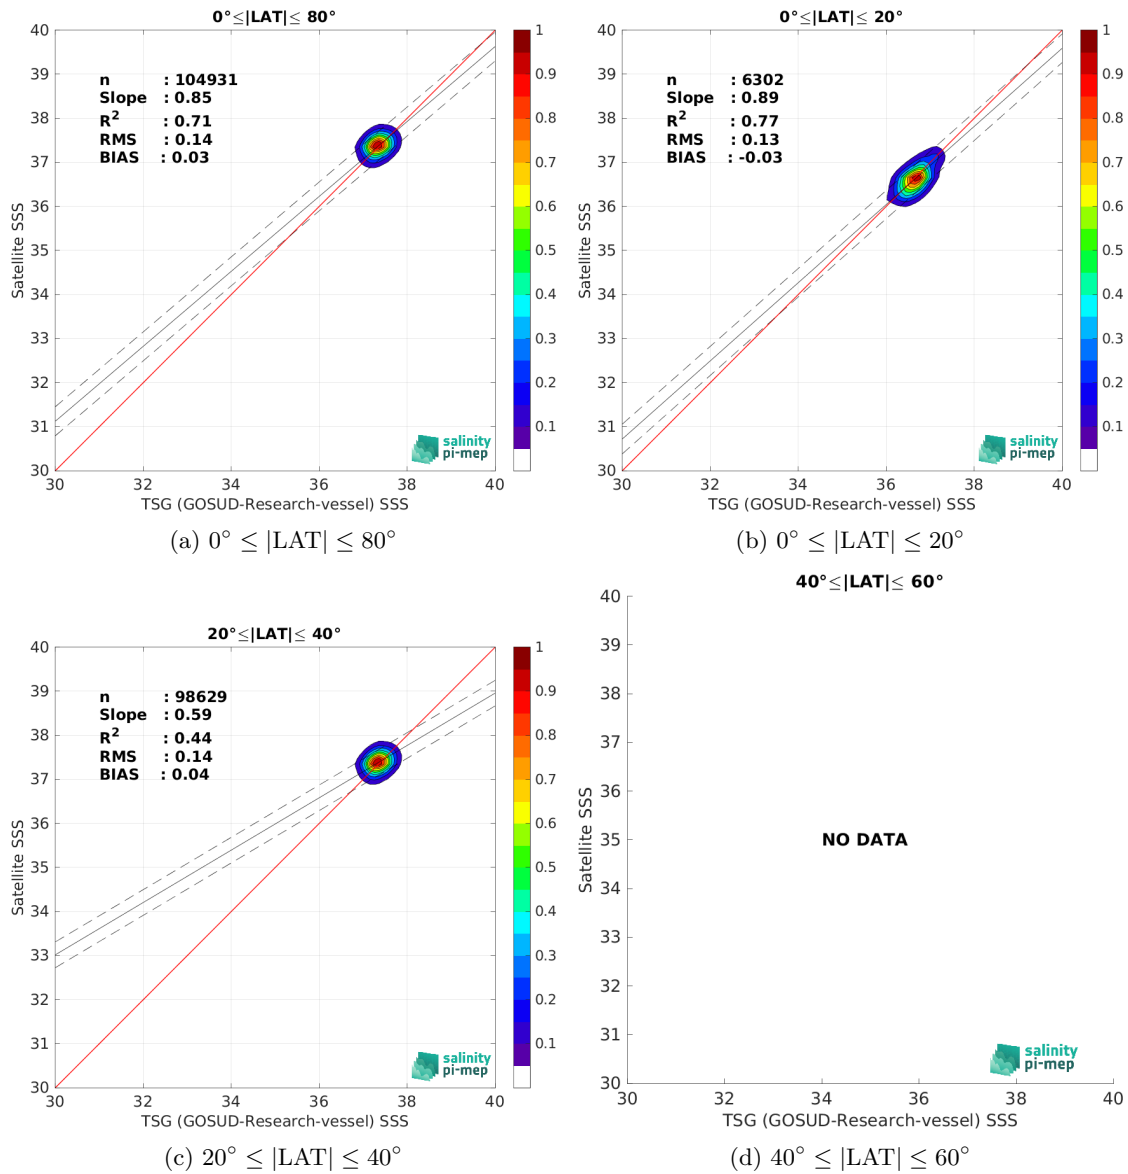 0°≤|LAT|≤ 80°
40
39
38
37
36
35
34
33
32
31
30
n : 104931
Slope : 0.85
R2 : 0.71
RMS : 0.14
BIAS : 0.03
1
0.9
0.8
0.7
0.6
0.5
0.4
0.3
0.2
0.1
Satellite SSS
salinity
pi-mep
30 32 34 36 38 40
TSG (GOSUD-Research-vessel) SSS
(a) 0° ≤ |LAT| ≤ 80°
0°≤|LAT|≤ 20°
40
39
38
37
36
35
34
33
32
31
30
n : 6302
Slope : 0.89
R2 : 0.77
RMS : 0.13
BIAS : -0.03
1
0.9
0.8
0.7
0.6
0.5
0.4
0.3
0.2
0.1
Satellite SSS
salinity
pi-mep
30 32 34 36 38 40
TSG (GOSUD-Research-vessel) SSS
(b) 0° ≤ |LAT| ≤ 20°
20°≤|LAT|≤ 40°
40
39
38
37
36
35
34
33
32
31
30
n : 98629
Slope : 0.59
R2 : 0.44
RMS : 0.14
BIAS : 0.04
1
0.9
0.8
0.7
0.6
0.5
0.4
0.3
0.2
0.1
Satellite SSS
salinity
pi-mep
30 32 34 36 38 40
TSG (GOSUD-Research-vessel) SSS
(c) 20° ≤ |LAT| ≤ 40°
40°≤|LAT|≤ 60°
40
39
38
37
36
35
34
33
32
31
30
NO DATA
Satellite SSS
salinity
pi-mep
30 32 34 36 38 40
TSG (GOSUD-Research-vessel) SSS
(d) 40° ≤ |LAT| ≤ 60°